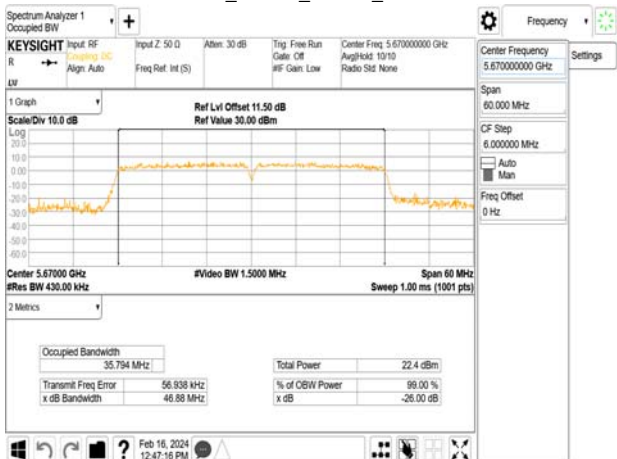 Spectrum Analyzer 1
Occupied BW
Frequency
KEYSIGHT
R
Input: RF
Coupling: DC
Align: Auto
Input Z: 50 Ω
Freq Ref: Int (S)
Atten: 30 dB
Trig: Free Run
Gate: Off
#IF Gain: Low
Center Freq: 5.670000000 GHz
Avg|Hold: 10/10
Radio Std: None
Center Frequency
5.670000000 GHz
Settings
Span
60.000 MHz
CF Step
6.000000 MHz
Auto
Man
Freq Offset
0 Hz
1 Graph
Scale/Div 10.0 dB
Ref Lvl Offset 11.50 dB
Ref Value 30.00 dBm
Log
20.0
10.0
0.00
-10.0
-20.0
-30.0
-40.0
-50.0
-60.0
Center 5.67000 GHz
#Res BW 430.00 kHz
#Video BW 1.5000 MHz
Span 60 MHz
Sweep 1.00 ms (1001 pts)
2 Metrics
Occupied Bandwidth
35.794 MHz
Total Power 22.4 dBm
Transmit Freq Error 56.938 kHz
% of OBW Power 99.00 %
x dB Bandwidth 46.88 MHz
x dB -26.00 dB
Feb 16, 2024
12:47:16 PM